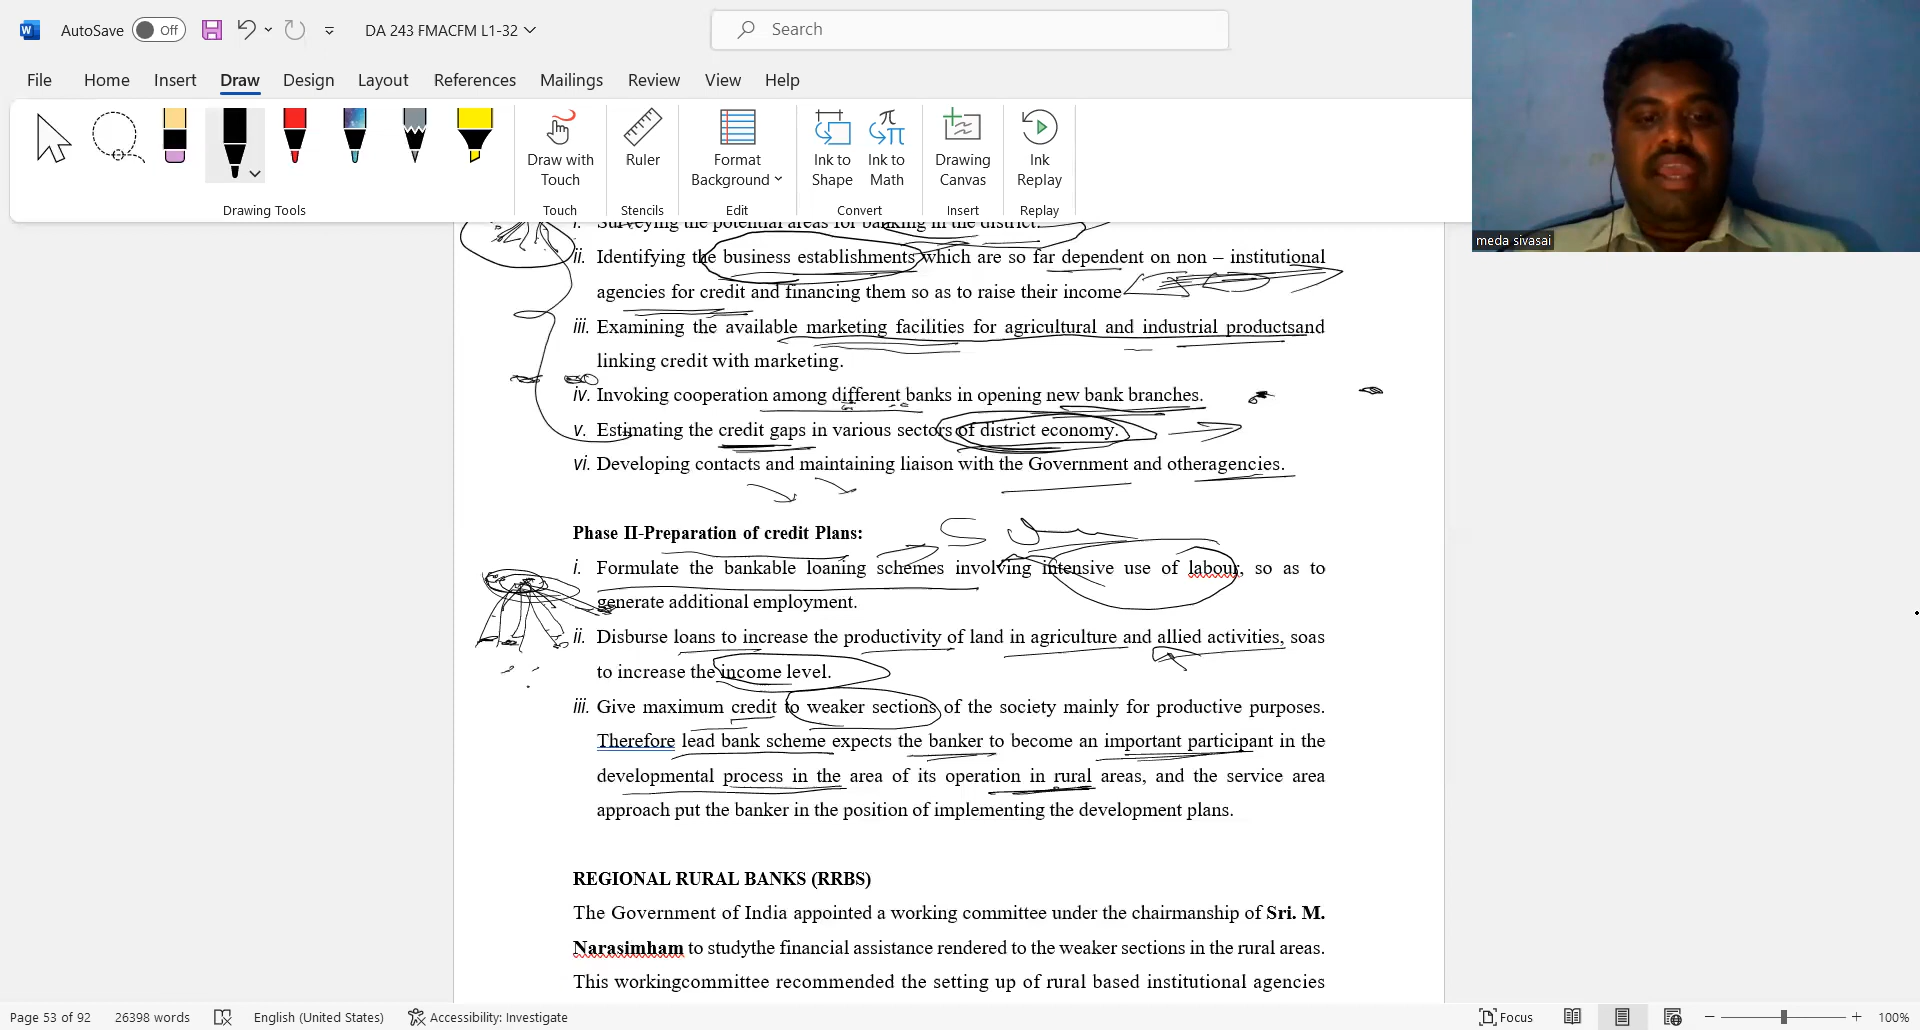 AutoSave Off DA 243 FMACFM L1-32 Search
File Home Insert Draw Design Layout References Mailings Review View Help
Draw with Touch
Ruler
Format Background
Ink to Shape
Ink to Math
Drawing Canvas
Ink Replay
Drawing Tools Touch Stencils Edit Convert Insert Replay
meda sivasai
i. Surveying the potential areas for banking in the district.
ii. Identifying the business establishments which are so far dependent on non – institutional
agencies for credit and financing them so as to raise their income
iii. Examining the available marketing facilities for agricultural and industrial productsand
linking credit with marketing.
iv. Invoking cooperation among different banks in opening new bank branches.
v. Estimating the credit gaps in various sectors of district economy.
vi. Developing contacts and maintaining liaison with the Government and otheragencies.
Phase II-Preparation of credit Plans:
i. Formulate the bankable loaning schemes involving intensive use of labour, so as to
generate additional employment.
ii. Disburse loans to increase the productivity of land in agriculture and allied activities, soas
to increase the income level.
iii. Give maximum credit to weaker sections of the society mainly for productive purposes.
Therefore lead bank scheme expects the banker to become an important participant in the
developmental process in the area of its operation in rural areas, and the service area
approach put the banker in the position of implementing the development plans.
REGIONAL RURAL BANKS (RRBS)
The Government of India appointed a working committee under the chairmanship of Sri. M.
Narasimham to studythe financial assistance rendered to the weaker sections in the rural areas.
This workingcommittee recommended the setting up of rural based institutional agencies
Page 53 of 92 26398 words English (United States) Accessibility: Investigate Focus 100%